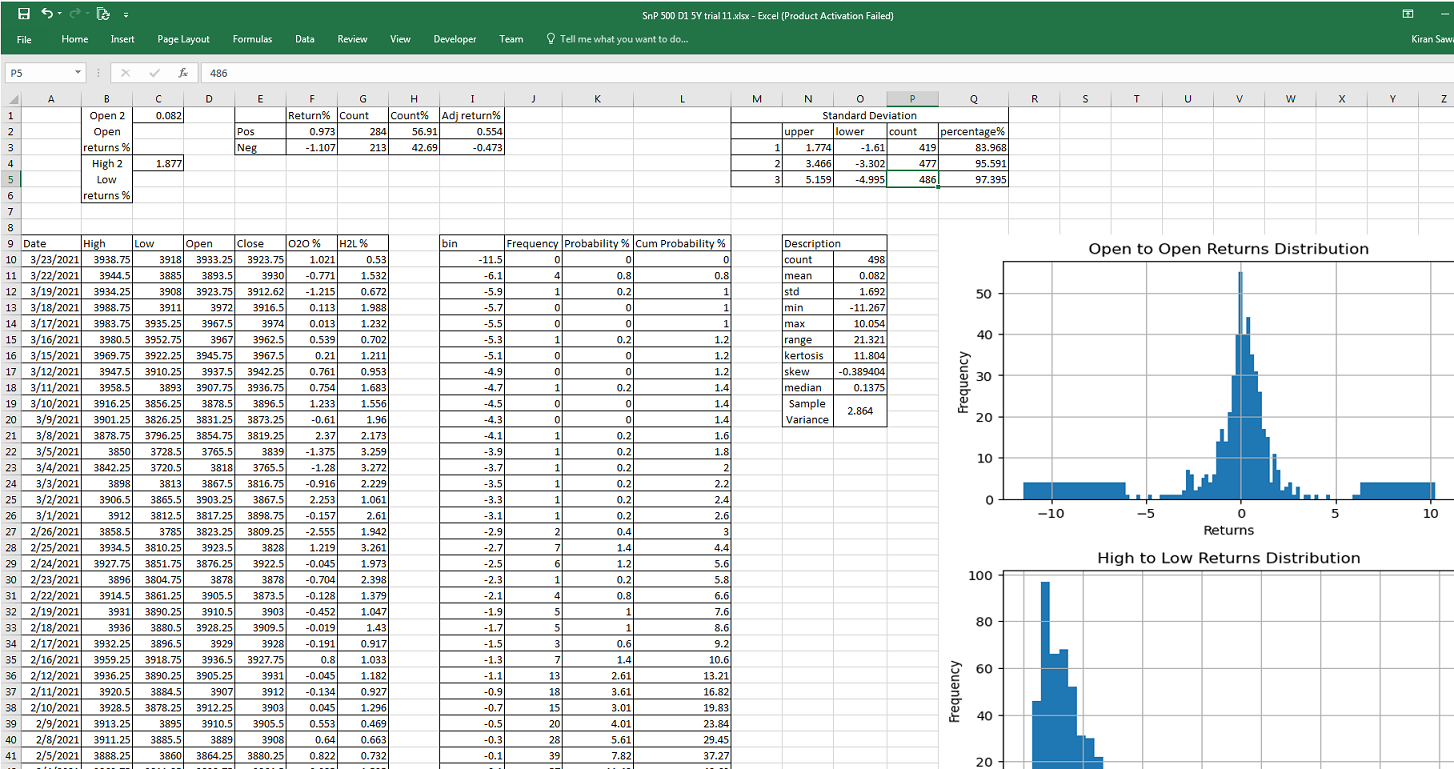 SnP 500 D1 5Y trial 11.xlsx - Excel (Product Activation Failed)
File Home Insert Page Layout Formulas Data Review View Developer Team Tell me what you want to do... Kiran Sawa
P5 fx 486
A B C D E F G H I J K L M N O P Q R S T U V W X Y Z
1 Open 2 0.082 Return% Count Count% Adj return% Standard Deviation
2 Open Pos 0.973 284 56.91 0.554 upper lower count percentage%
3 returns % Neg -1.107 213 42.69 -0.473 1 1.774 -1.61 419 83.968
4 High 2 1.877 2 3.466 -3.302 477 95.591
5 Low 3 5.159 -4.995 486 97.395
6 returns %
7
8
9 Date High Low Open Close O2O % H2L % bin Frequency Probability % Cum Probability % Description
10 3/23/2021 3938.75 3918 3933.25 3923.75 1.021 0.53 -11.5 0 0 0 count 498
11 3/22/2021 3944.5 3885 3893.5 3930 -0.771 1.532 -6.1 4 0.8 0.8 mean 0.082
12 3/19/2021 3934.25 3908 3923.75 3912.62 -1.215 0.672 -5.9 1 0.2 1 std 1.692
13 3/18/2021 3988.75 3911 3972 3916.5 0.113 1.988 -5.7 0 0 1 min -11.267
14 3/17/2021 3983.75 3935.25 3967.5 3974 0.013 1.232 -5.5 0 0 1 max 10.054
15 3/16/2021 3980.5 3952.75 3967 3962.5 0.539 0.702 -5.3 1 0.2 1.2 range 21.321
16 3/15/2021 3969.75 3922.25 3945.75 3967.5 0.21 1.211 -5.1 0 0 1.2 kertosis 11.804
17 3/12/2021 3947.5 3910.25 3937.5 3942.25 0.761 0.953 -4.9 0 0 1.2 skew -0.389404
18 3/11/2021 3958.5 3893 3907.75 3936.75 0.754 1.683 -4.7 1 0.2 1.4 median 0.1375
19 3/10/2021 3916.25 3856.25 3878.5 3896.5 1.233 1.556 -4.5 0 0 1.4 Sample
20 3/9/2021 3901.25 3826.25 3831.25 3873.25 -0.61 1.96 -4.3 0 0 1.4 Variance 2.864
21 3/8/2021 3878.75 3796.25 3854.75 3819.25 2.37 2.173 -4.1 1 0.2 1.6
22 3/5/2021 3850 3728.5 3765.5 3839 -1.375 3.259 -3.9 1 0.2 1.8
23 3/4/2021 3842.25 3720.5 3818 3765.5 -1.28 3.272 -3.7 1 0.2 2
24 3/3/2021 3898 3813 3867.5 3816.75 -0.916 2.229 -3.5 1 0.2 2.2
25 3/2/2021 3906.5 3865.5 3903.25 3867.5 2.253 1.061 -3.3 1 0.2 2.4
26 3/1/2021 3912 3812.5 3817.25 3898.75 -0.157 2.61 -3.1 1 0.2 2.6
27 2/26/2021 3858.5 3785 3823.25 3809.25 -2.555 1.942 -2.9 2 0.4 3
28 2/25/2021 3934.5 3810.25 3923.5 3828 1.219 3.261 -2.7 7 1.4 4.4
29 2/24/2021 3927.75 3851.75 3876.25 3922.5 -0.045 1.973 -2.5 6 1.2 5.6
30 2/23/2021 3896 3804.75 3878 3878 -0.704 2.398 -2.3 1 0.2 5.8
31 2/22/2021 3914.5 3861.25 3905.5 3873.5 -0.128 1.379 -2.1 4 0.8 6.6
32 2/19/2021 3931 3890.25 3910.5 3903 -0.452 1.047 -1.9 5 1 7.6
33 2/18/2021 3936 3880.5 3928.25 3909.5 -0.019 1.43 -1.7 5 1 8.6
34 2/17/2021 3932.25 3896.5 3929 3928 -0.191 0.917 -1.5 3 0.6 9.2
35 2/16/2021 3959.25 3918.75 3936.5 3927.75 0.8 1.033 -1.3 7 1.4 10.6
36 2/12/2021 3936.25 3890.25 3905.25 3931 -0.045 1.182 -1.1 13 2.61 13.21
37 2/11/2021 3920.5 3884.5 3907 3912 -0.134 0.927 -0.9 18 3.61 16.82
38 2/10/2021 3928.5 3878.25 3912.25 3903 0.045 1.296 -0.7 15 3.01 19.83
39 2/9/2021 3913.25 3895 3910.5 3905.5 0.553 0.469 -0.5 20 4.01 23.84
40 2/8/2021 3911.25 3885.5 3889 3908 0.64 0.663 -0.3 28 5.61 29.45
41 2/5/2021 3888.25 3860 3864.25 3880.25 0.822 0.732 -0.1 39 7.82 37.27
Open to Open Returns Distribution
Frequency
50
40
30
20
10
0
−10 −5 0 5 10
Returns
High to Low Returns Distribution
Frequency
100
80
60
40
20